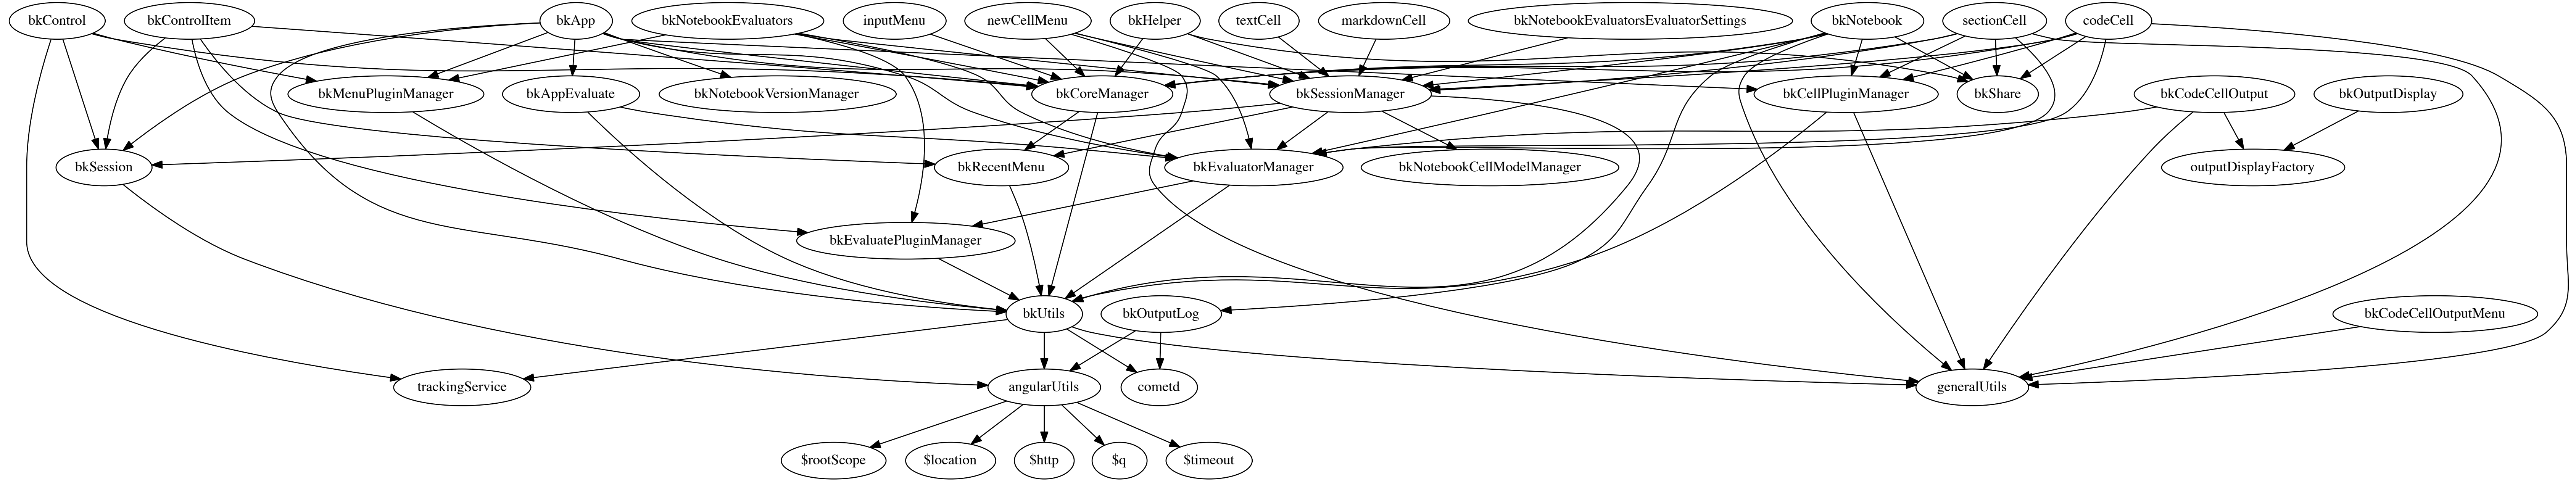 bkControl
bkControlItem
bkApp
bkNotebookEvaluators
inputMenu
newCellMenu
bkHelper
textCell
markdownCell
bkNotebookEvaluatorsEvaluatorSettings
bkNotebook
sectionCell
codeCell
bkMenuPluginManager
bkAppEvaluate
bkNotebookVersionManager
bkCoreManager
bkSessionManager
bkCellPluginManager
bkShare
bkCodeCellOutput
bkOutputDisplay
bkSession
bkRecentMenu
bkEvaluatorManager
bkNotebookCellModelManager
outputDisplayFactory
bkEvaluatePluginManager
bkUtils
bkOutputLog
bkCodeCellOutputMenu
trackingService
angularUtils
cometd
generalUtils
$rootScope
$location
$http
$q
$timeout